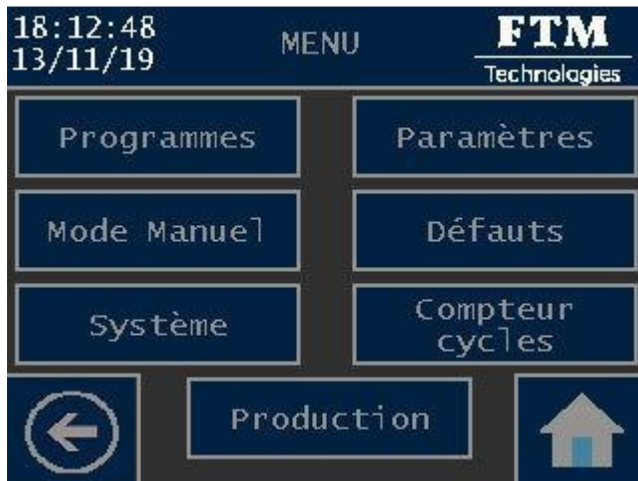 18:12:48
13/11/19
MENU
FTM
Technologies
Programmes
Paramètres
Mode Manuel
Défauts
Système
Compteur
cycles
Production